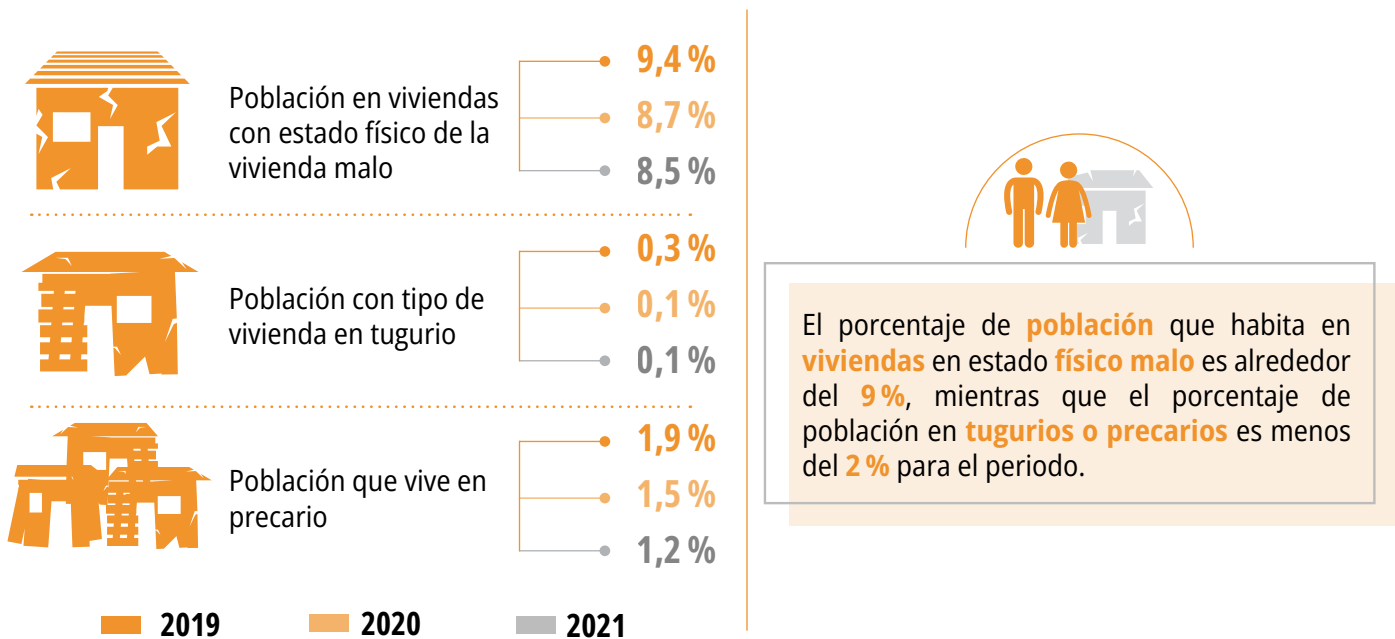 Población en viviendas
con estado físico de la
vivienda malo
9,4 %
8,7 %
8,5 %
Población con tipo de
vivienda en tugurio
0,3 %
0,1 %
0,1 %
Población que vive en
precario
1,9 %
1,5 %
1,2 %
2019
2020
2021
El porcentaje de población que habita en
viviendas en estado físico malo es alrededor
del 9 %, mientras que el porcentaje de
población en tugurios o precarios es menos
del 2 % para el periodo.